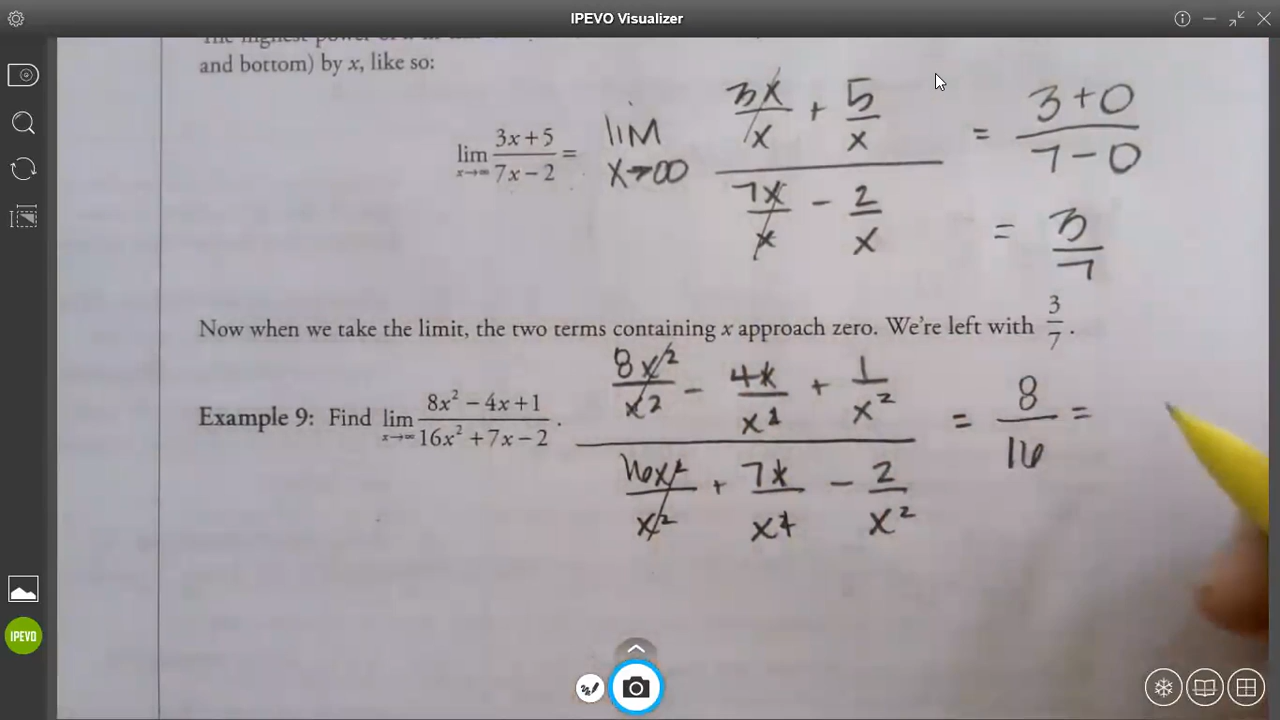 IPEVO Visualizer
and bottom) by x, like so:
lim x→∞ (3x + 5)/(7x − 2) = lim x→∞ (3x/x + 5/x)/(7x/x − 2/x) = (3+0)/(7−0)
= 3/7
Now when we take the limit, the two terms containing x approach zero. We're left with 3/7.
Example 9: Find lim x→∞ (8x² − 4x + 1)/(16x² + 7x − 2). (8x²/x² − 4x/x² + 1/x²)/(16x²/x² + 7x/x² − 2/x²) = 8/16 =
IPEVO